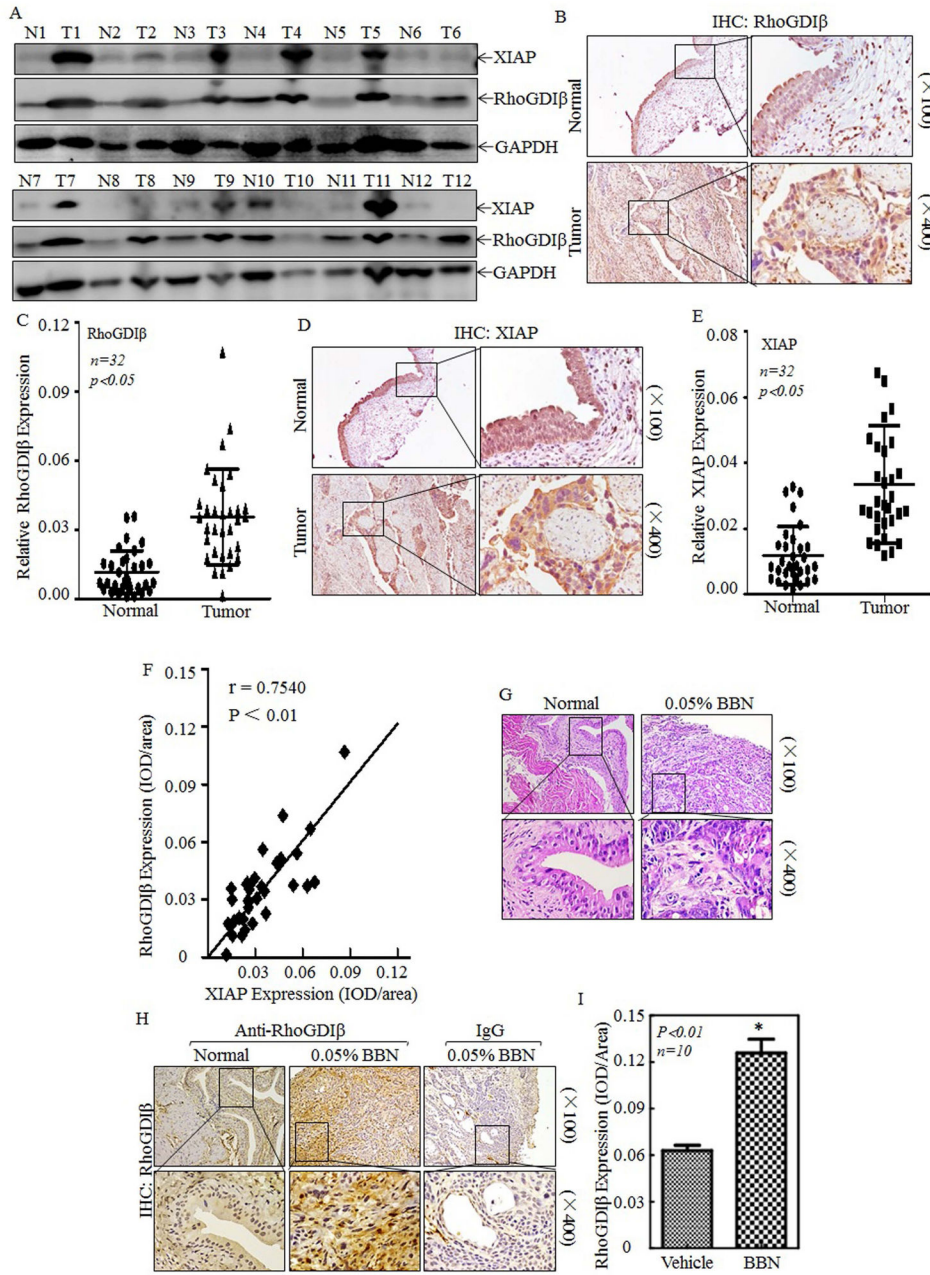 A
N1 T1 N2 T2 N3 T3 N4 T4 N5 T5 N6 T6
XIAP
RhoGDIβ
GAPDH
N7 T7 N8 T8 N9 T9 N10 T10 N11 T11 N12 T12
XIAP
RhoGDIβ
GAPDH
B
IHC: RhoGDIβ
Normal
(×100)
Tumor
(×400)
C
Relative RhoGDIβ Expression
0.12
0.09
0.06
0.03
0.00
RhoGDIβ
n=32
p<0.05
Normal Tumor
D
IHC: XIAP
Normal
(×100)
Tumor
(×400)
E
Relative XIAP Expression
0.08
0.06
0.04
0.02
0.00
XIAP
n=32
p<0.05
Normal Tumor
F
RhoGDIβ Expression (IOD/area)
0.15
0.12
0.09
0.06
0.03
0
r = 0.7540
P < 0.01
0.03 0.06 0.09 0.12
XIAP Expression (IOD/area)
G
Normal 0.05% BBN
(×100)
(×400)
H
Anti-RhoGDIβ IgG
Normal 0.05% BBN 0.05% BBN
IHC: RhoGDIβ
(×100)
(×400)
I
RhoGDIβ Expression (IOD/Area)
0.15
0.12
0.09
0.06
0.03
0
P<0.01
n=10
*
Vehicle BBN